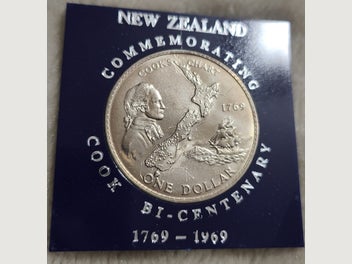 NEW ZEALAND
COMMEMORATING
COOK BI-CENTENARY
1769 - 1969
COOK'S CHART
1769
ONE DOLLAR